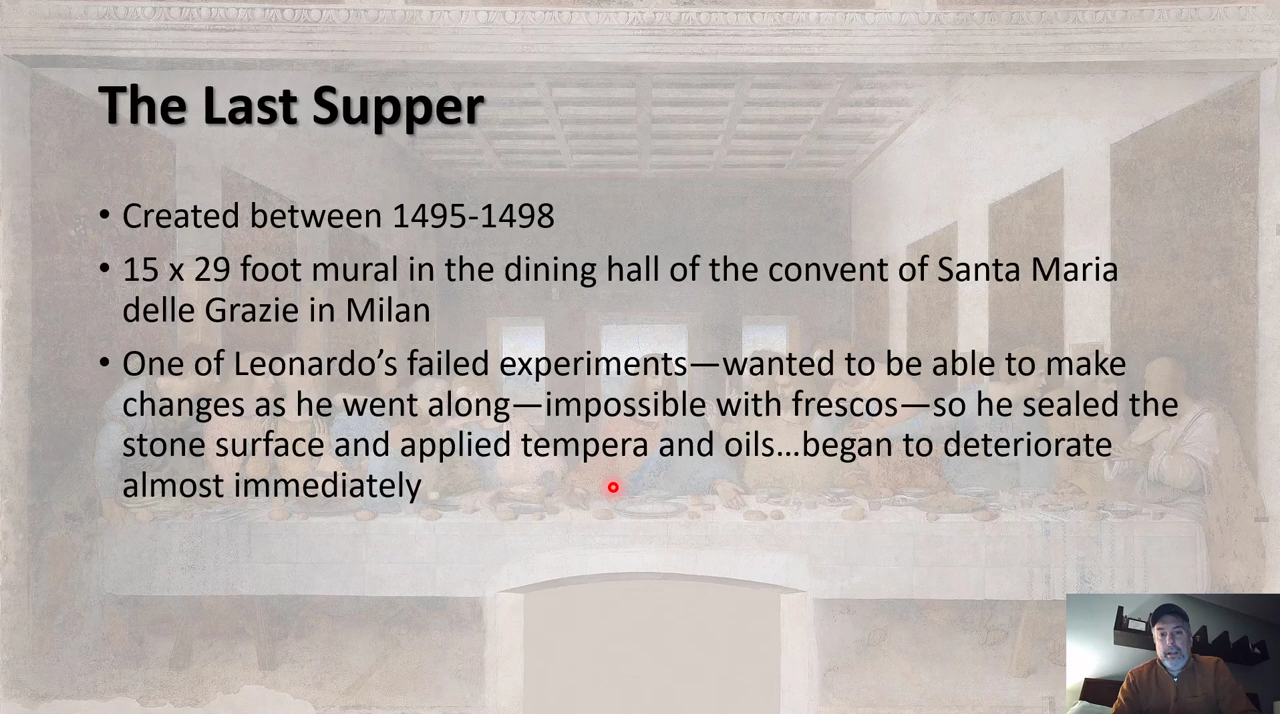 The Last Supper
• Created between 1495-1498
• 15 x 29 foot mural in the dining hall of the convent of Santa Maria
delle Grazie in Milan
• One of Leonardo’s failed experiments—wanted to be able to make
changes as he went along—impossible with frescos—so he sealed the
stone surface and applied tempera and oils…began to deteriorate
almost immediately